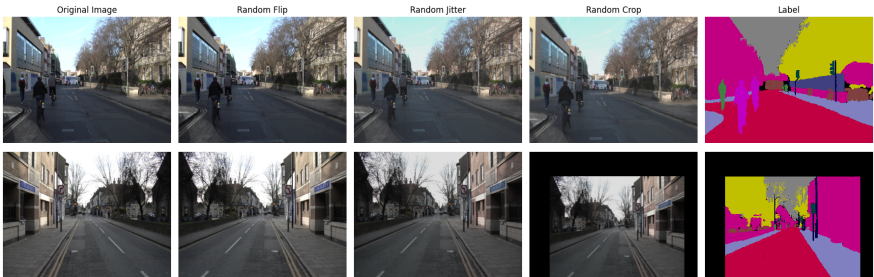 Original Image
Random Flip
Random Jitter
Random Crop
Label